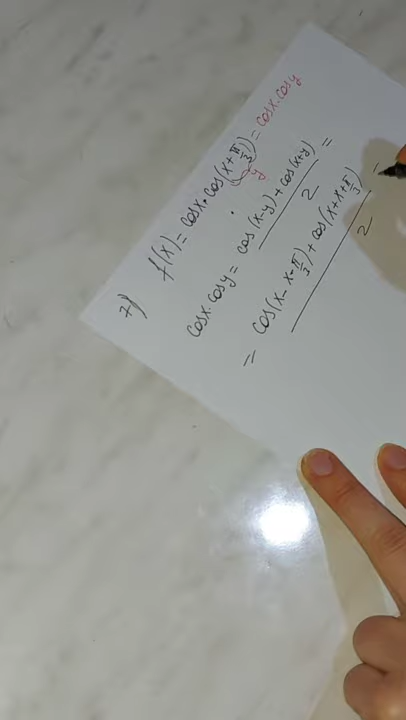 7) f(x) = cosx · cos(x + π/3) = cosx · cosy
y
cosx · cosy = cos(x-y) + cos(x+y) / 2 =
= cos(x - x - π/3) + cos(x + x + π/3) / 2 =